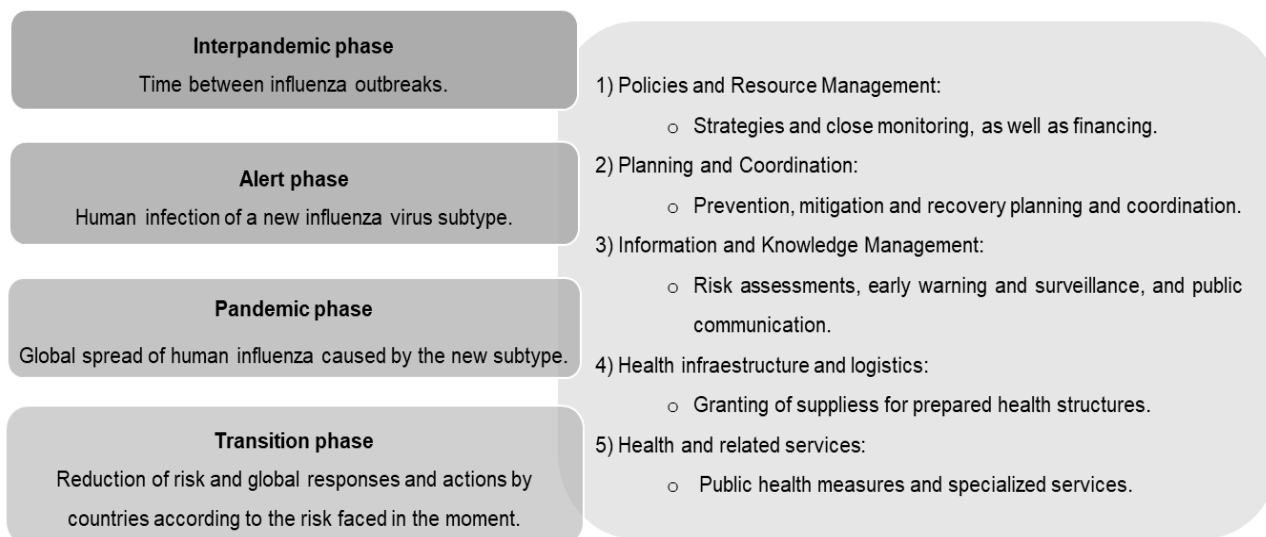 Interpandemic phase
Time between influenza outbreaks.
Alert phase
Human infection of a new influenza virus subtype.
Pandemic phase
Global spread of human influenza caused by the new subtype.
Transition phase
Reduction of risk and global responses and actions by
countries according to the risk faced in the moment.
1) Policies and Resource Management:
o Strategies and close monitoring, as well as financing.
2) Planning and Coordination:
o Prevention, mitigation and recovery planning and coordination.
3) Information and Knowledge Management:
o Risk assessments, early warning and surveillance, and public
communication.
4) Health infraestructure and logistics:
o Granting of suppliess for prepared health structures.
5) Health and related services:
o Public health measures and specialized services.